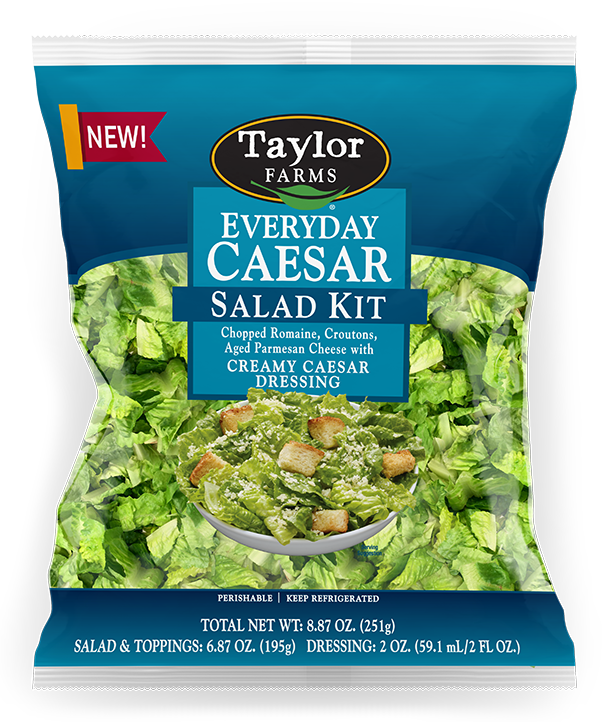 NEW!
Taylor
FARMS
®
EVERYDAY
CAESAR
SALAD KIT
Chopped Romaine, Croutons,
Aged Parmesan Cheese with
CREAMY CAESAR
DRESSING
Serving
Suggestion
PERISHABLE | KEEP REFRIGERATED
TOTAL NET WT: 8.87 OZ. (251g)
SALAD & TOPPINGS: 6.87 OZ. (195g) DRESSING: 2 OZ. (59.1 mL/2 FL OZ.)